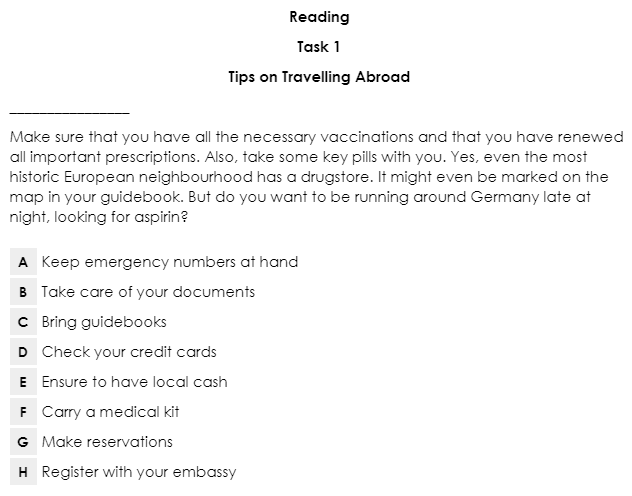 Reading
Task 1
Tips on Travelling Abroad
________________
Make sure that you have all the necessary vaccinations and that you have renewed
all important prescriptions. Also, take some key pills with you. Yes, even the most
historic European neighbourhood has a drugstore. It might even be marked on the
map in your guidebook. But do you want to be running around Germany late at
night, looking for aspirin?
A Keep emergency numbers at hand
B Take care of your documents
C Bring guidebooks
D Check your credit cards
E Ensure to have local cash
F Carry a medical kit
G Make reservations
H Register with your embassy